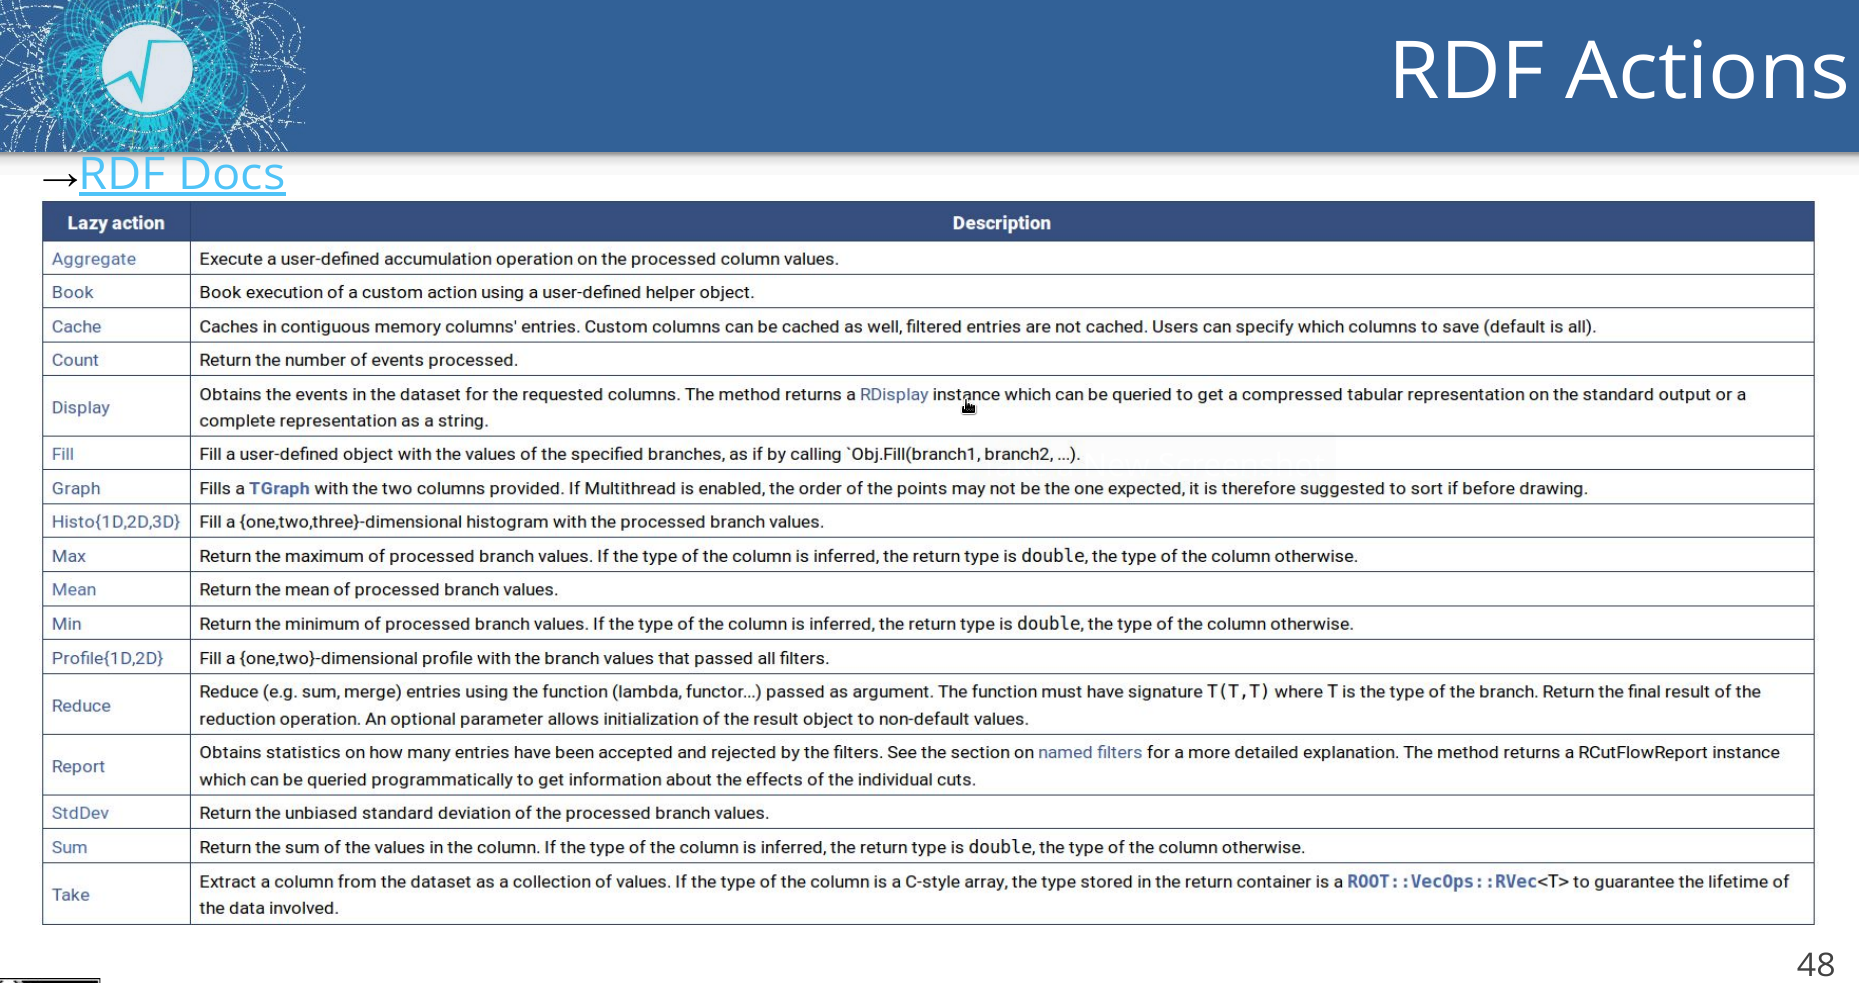 RDF Actions
→RDF Docs
Lazy action Description
Aggregate Execute a user-defined accumulation operation on the processed column values.
Book Book execution of a custom action using a user-defined helper object.
Cache Caches in contiguous memory columns' entries. Custom columns can be cached as well, filtered entries are not cached. Users can specify which columns to save (default is all).
Count Return the number of events processed.
Display Obtains the events in the dataset for the requested columns. The method returns a RDisplay instance which can be queried to get a compressed tabular representation on the standard output or a
complete representation as a string.
Fill Fill a user-defined object with the values of the specified branches, as if by calling `Obj.Fill(branch1, branch2, ...).
Graph Fills a TGraph with the two columns provided. If Multithread is enabled, the order of the points may not be the one expected, it is therefore suggested to sort if before drawing.
Histo{1D,2D,3D} Fill a {one,two,three}-dimensional histogram with the processed branch values.
Max Return the maximum of processed branch values. If the type of the column is inferred, the return type is double, the type of the column otherwise.
Mean Return the mean of processed branch values.
Min Return the minimum of processed branch values. If the type of the column is inferred, the return type is double, the type of the column otherwise.
Profile{1D,2D} Fill a {one,two}-dimensional profile with the branch values that passed all filters.
Reduce Reduce (e.g. sum, merge) entries using the function (lambda, functor...) passed as argument. The function must have signature T(T,T) where T is the type of the branch. Return the final result of the
reduction operation. An optional parameter allows initialization of the result object to non-default values.
Report Obtains statistics on how many entries have been accepted and rejected by the filters. See the section on named filters for a more detailed explanation. The method returns a RCutFlowReport instance
which can be queried programmatically to get information about the effects of the individual cuts.
StdDev Return the unbiased standard deviation of the processed branch values.
Sum Return the sum of the values in the column. If the type of the column is inferred, the return type is double, the type of the column otherwise.
Take Extract a column from the dataset as a collection of values. If the type of the column is a C-style array, the type stored in the return container is a ROOT::VecOps::RVec<T> to guarantee the lifetime of
the data involved.
48